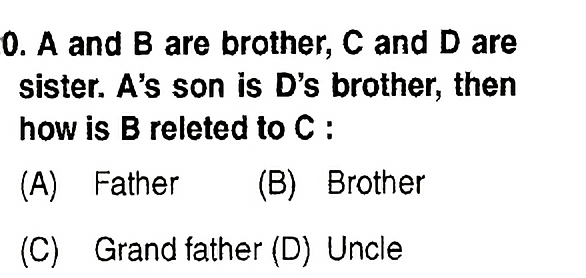 0. A and B are brother, C and D are
sister. A's son is D's brother, then
how is B releted to C :
(A) Father (B) Brother
(C) Grand father (D) Uncle